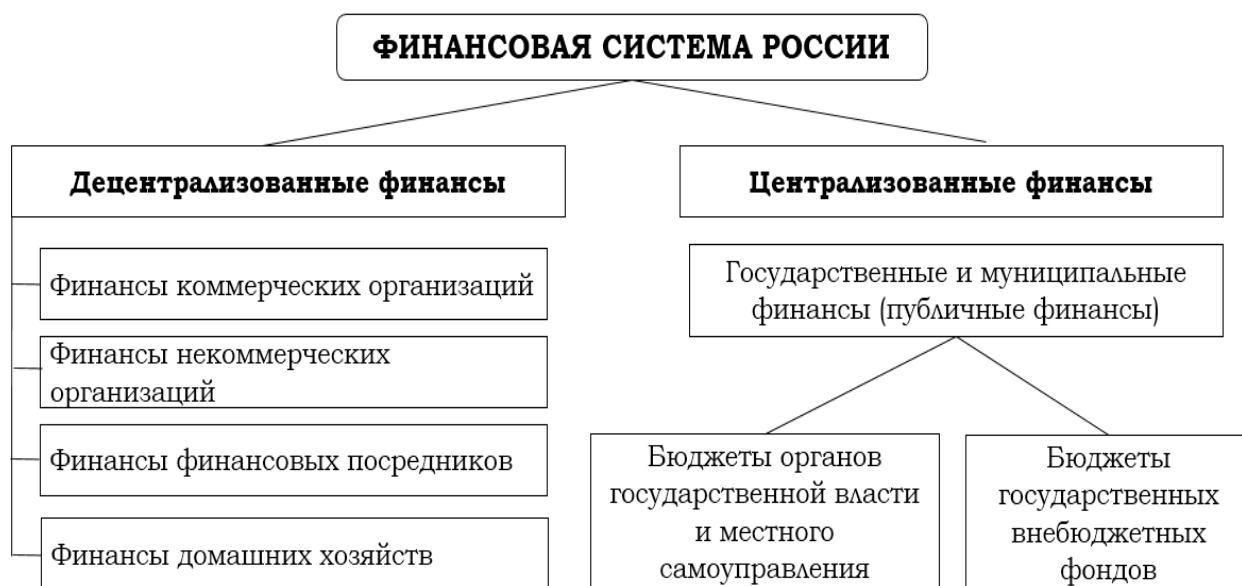 ФИНАНСОВАЯ СИСТЕМА РОССИИ
Децентрализованные финансы
Финансы коммерческих организаций
Финансы некоммерческих
организаций
Финансы финансовых посредников
Финансы домашних хозяйств
Централизованные финансы
Государственные и муниципальные
финансы (публичные финансы)
Бюджеты органов
государственной власти
и местного
самоуправления
Бюджеты
государственных
внебюджетных
фондов